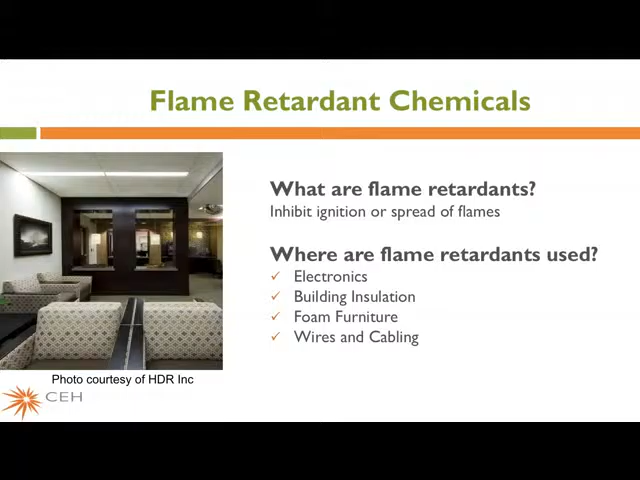 Flame Retardant Chemicals
What are flame retardants?
Inhibit ignition or spread of flames
Where are flame retardants used?
Electronics
Building Insulation
Foam Furniture
Wires and Cabling
Photo courtesy of HDR Inc
CEH